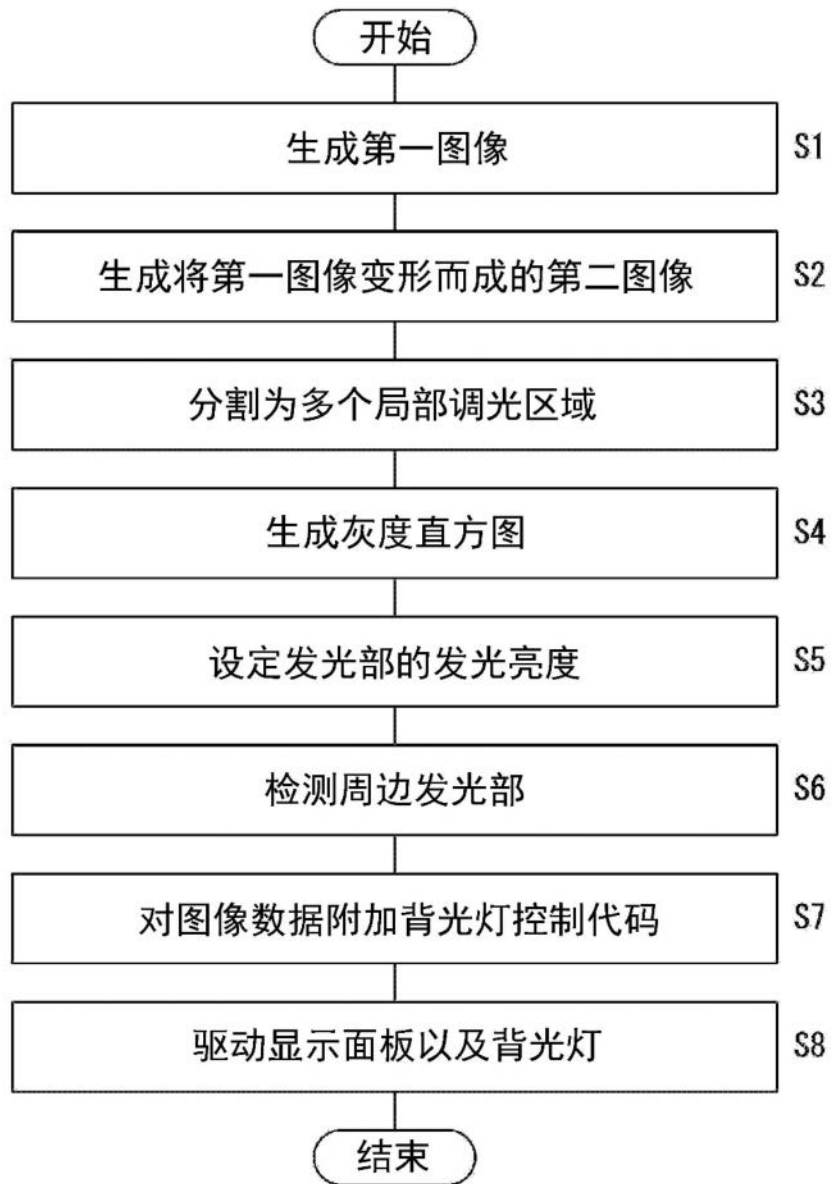 开始
生成第一图像 S1
生成将第一图像变形而成的第二图像 S2
分割为多个局部调光区域 S3
生成灰度直方图 S4
设定发光部的发光亮度 S5
检测周边发光部 S6
对图像数据附加背光灯控制代码 S7
驱动显示面板以及背光灯 S8
结束